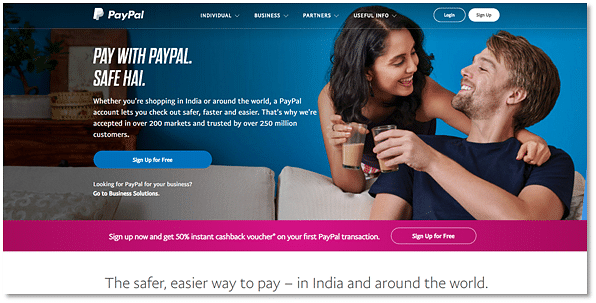 PayPal INDIVIDUAL BUSINESS PARTNERS USEFUL INFO Login Sign Up
PAY WITH PAYPAL.
SAFE HAI.
Whether you're shopping in India or around the world, a PayPal
account lets you check out safer, faster and easier. That's why we're
accepted in over 200 markets and trusted by over 250 million
customers.
Sign Up for Free
Looking for PayPal for your business?
Go to Business Solutions.
Sign up now and get 50% instant cashback voucher* on your first PayPal transaction. Sign Up for Free
The safer, easier way to pay – in India and around the world.